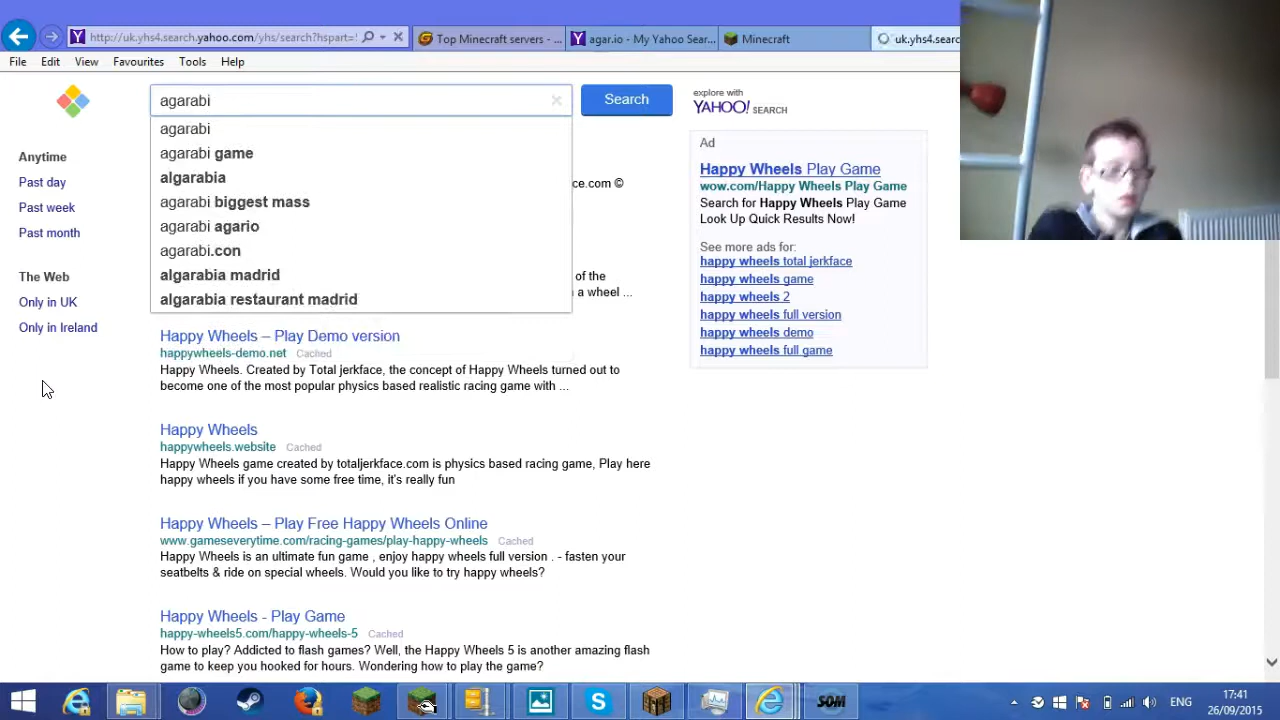 http://uk.yhs4.search.yahoo.com/yhs/search?hspart=
Top Minecraft servers - ...
agar.io - My Yahoo Sear...
Minecraft
uk.yhs4.search
File Edit View Favourites Tools Help
agarabi
Search
explore with
YAHOO! SEARCH
agarabi
agarabi game
algarabia
agarabi biggest mass
agarabi agario
agarabi.con
algarabia madrid
algarabia restaurant madrid
Anytime
Past day
Past week
Past month
The Web
Only in UK
Only in Ireland
ce.com ©
of the
a wheel ...
Happy Wheels – Play Demo version
happywheels-demo.net Cached
Happy Wheels. Created by Total jerkface, the concept of Happy Wheels turned out to
become one of the most popular physics based realistic racing game with ...
Happy Wheels
happywheels.website Cached
Happy Wheels game created by totaljerkface.com is physics based racing game, Play here
happy wheels if you have some free time, it's really fun
Happy Wheels – Play Free Happy Wheels Online
www.gameseverytime.com/racing-games/play-happy-wheels Cached
Happy Wheels is an ultimate fun game , enjoy happy wheels full version . - fasten your
seatbelts & ride on special wheels. Would you like to try happy wheels?
Happy Wheels - Play Game
happy-wheels5.com/happy-wheels-5 Cached
How to play? Addicted to flash games? Well, the Happy Wheels 5 is another amazing flash
game to keep you hooked for hours. Wondering how to play the game?
Ad
Happy Wheels Play Game
wow.com/Happy Wheels Play Game
Search for Happy Wheels Play Game
Look Up Quick Results Now!
See more ads for:
happy wheels total jerkface
happy wheels game
happy wheels 2
happy wheels full version
happy wheels demo
happy wheels full game
SOM
ENG
17:41
26/09/2015